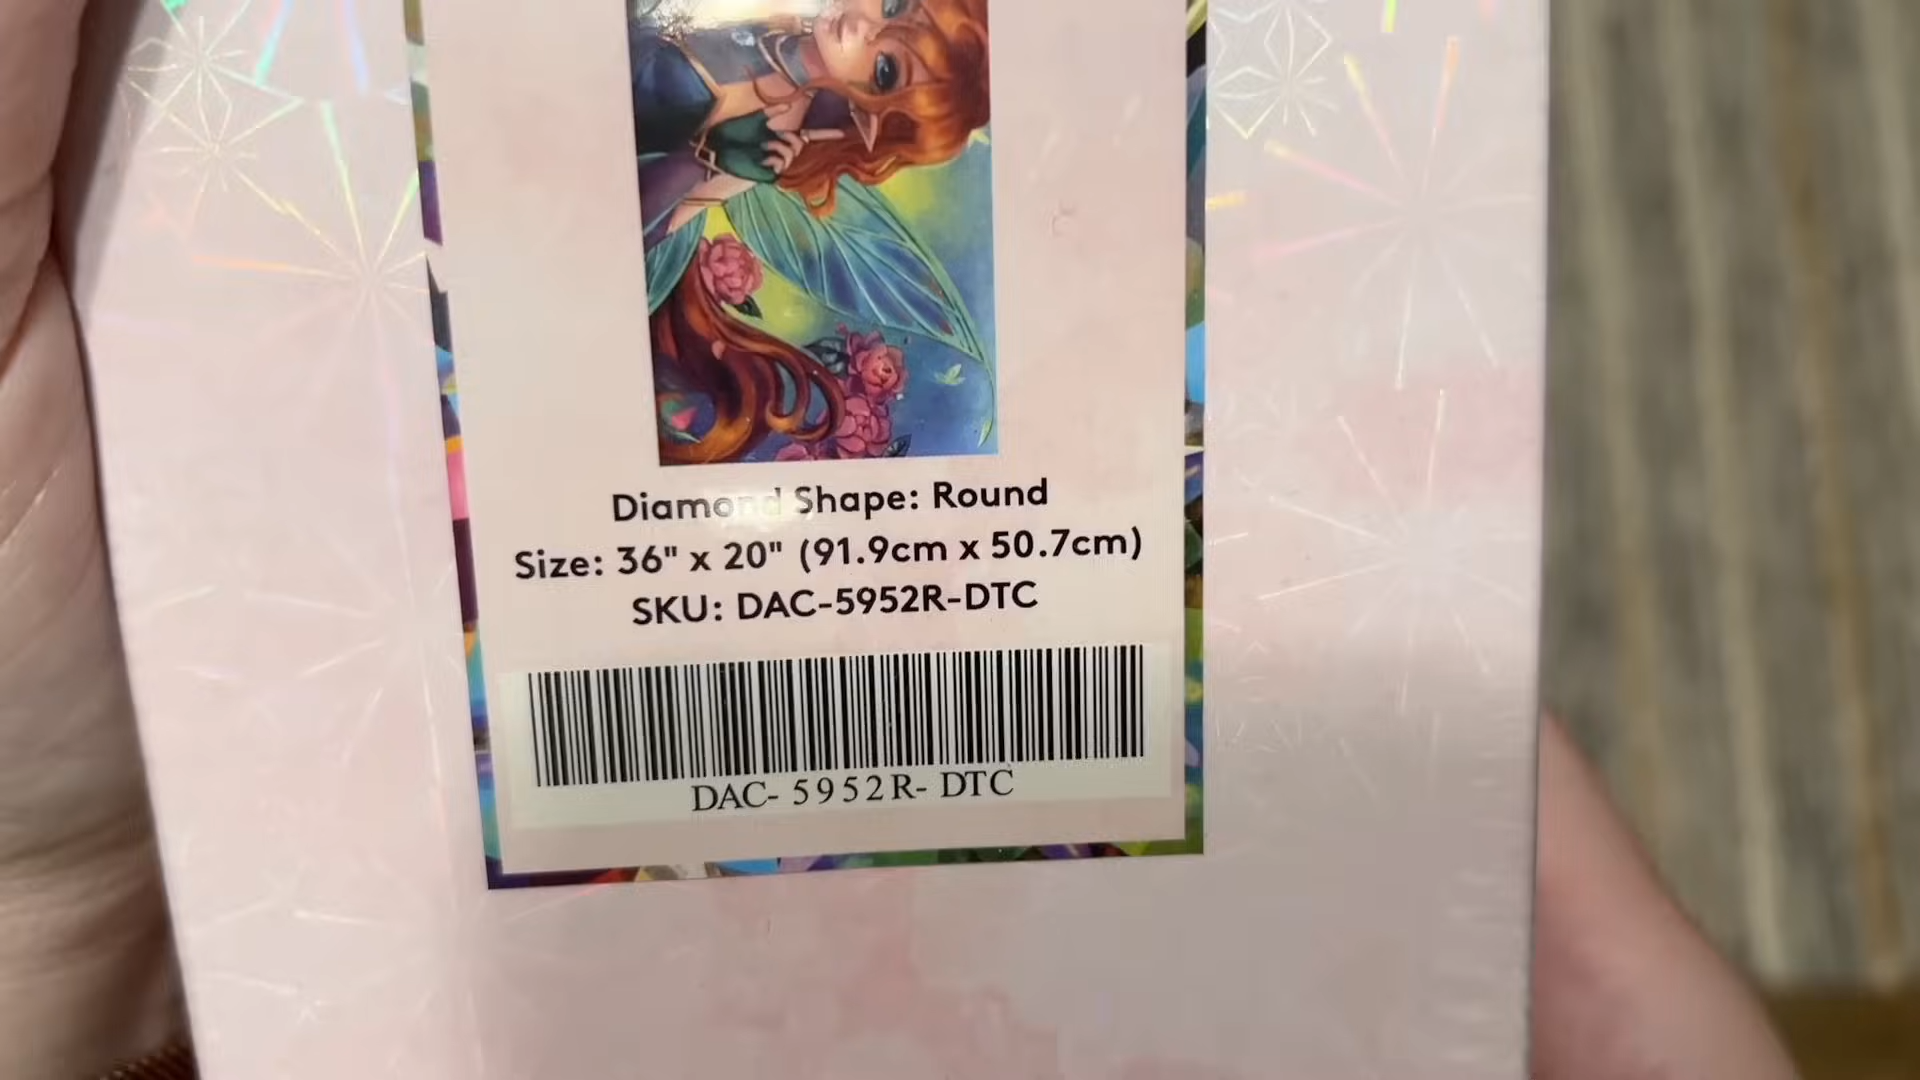 Diamond Shape: Round
Size: 36" x 20" (91.9cm x 50.7cm)
SKU: DAC-5952R-DTC
DAC- 5952R- DTC